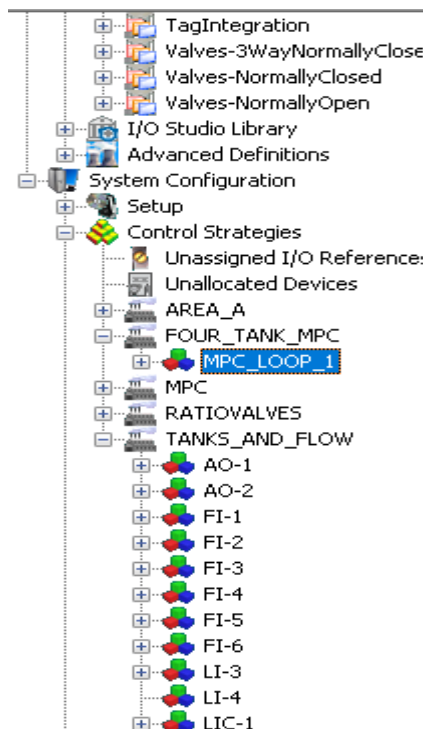 TagIntegration
Valves-3WayNormallyClose
Valves-NormallyClosed
Valves-NormallyOpen
I/O Studio Library
Advanced Definitions
System Configuration
Setup
Control Strategies
Unassigned I/O References
Unallocated Devices
AREA_A
FOUR_TANK_MPC
MPC_LOOP_1
MPC
RATIOVALVES
TANKS_AND_FLOW
AO-1
AO-2
FI-1
FI-2
FI-3
FI-4
FI-5
FI-6
LI-3
LI-4
LIC-1